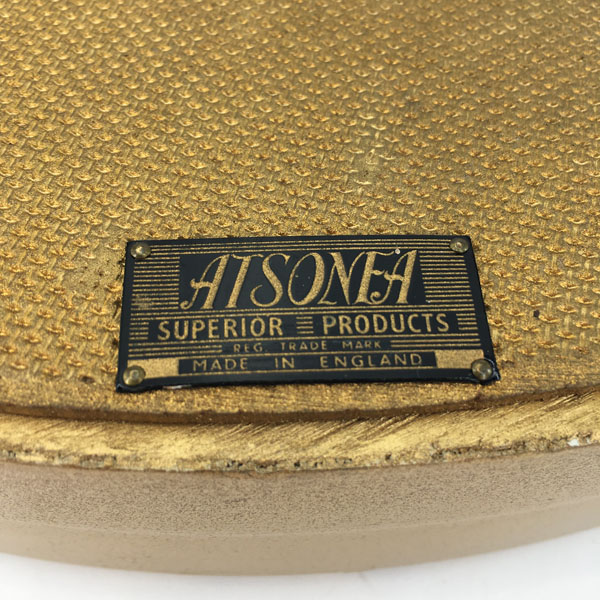 ATSONEA
SUPERIOR PRODUCTS
REG. TRADE MARK
MADE IN ENGLAND